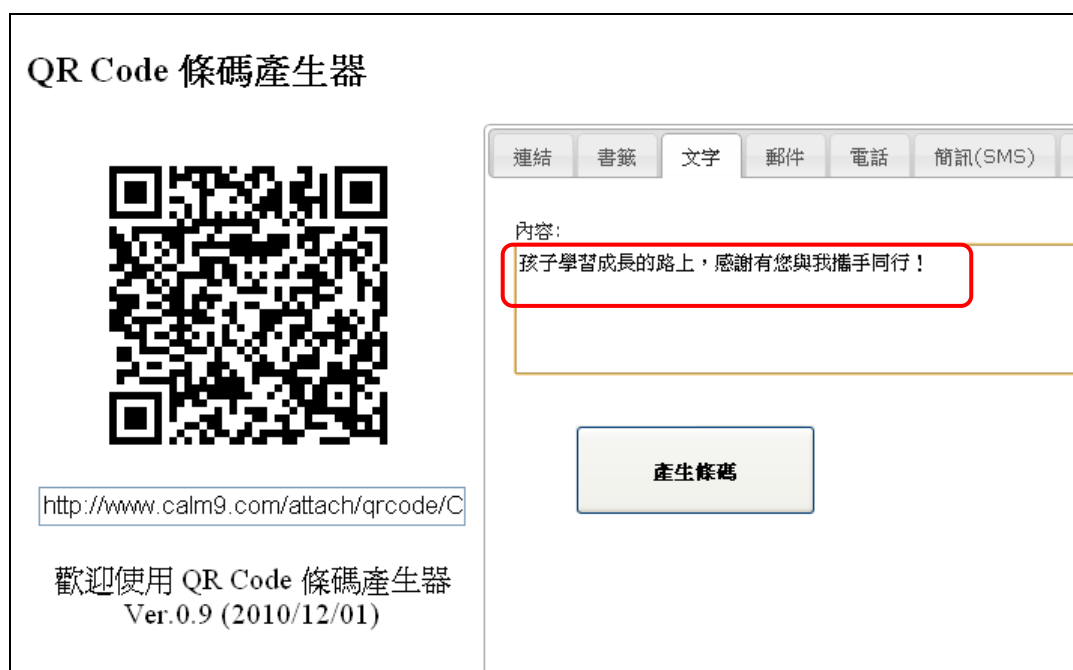 QR Code 條碼產生器
連結 書籤 文字 郵件 電話 簡訊(SMS)
內容:
孩子學習成長的路上，感謝有您與我攜手同行！
產生條碼
http://www.calm9.com/attach/qrcode/C
歡迎使用 QR Code 條碼產生器
Ver.0.9 (2010/12/01)